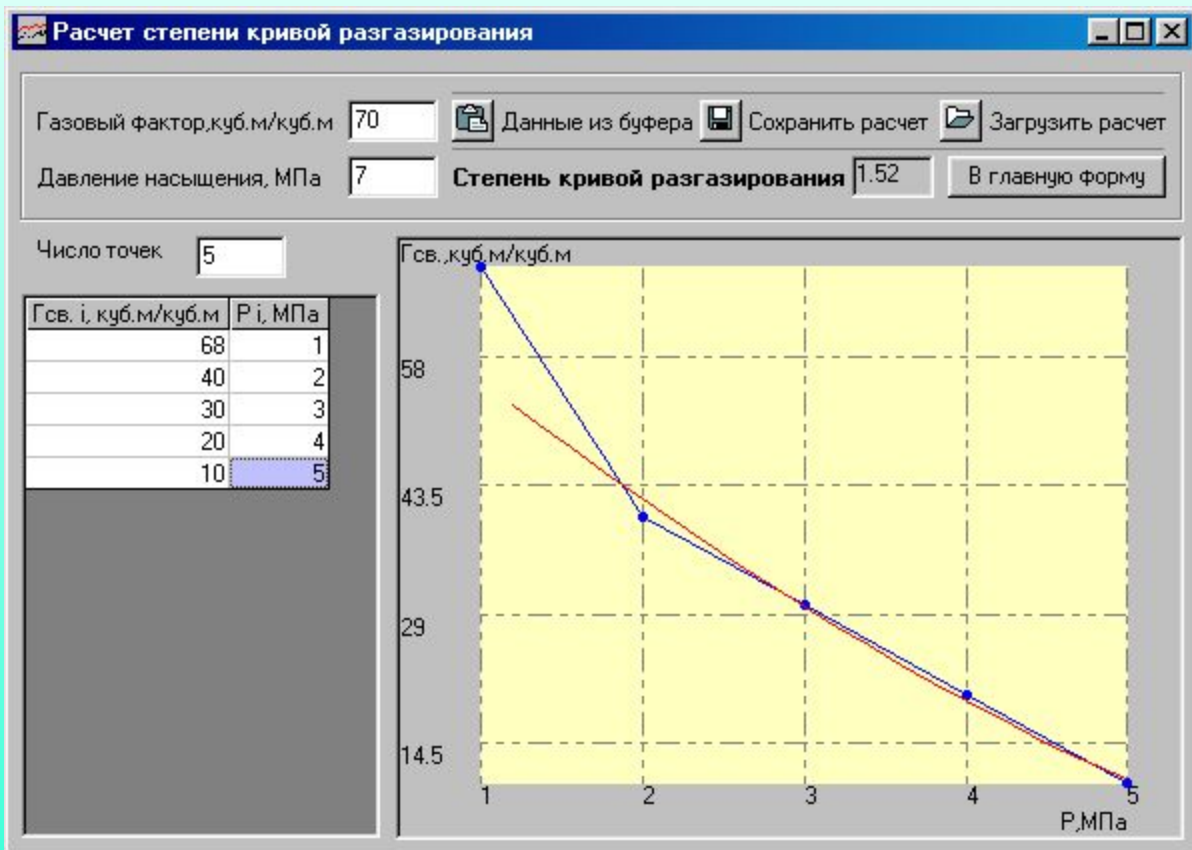 Расчет степени кривой разгазирования
Газовый фактор,куб.м/куб.м 70 Данные из буфера Сохранить расчет Загрузить расчет
Давление насыщения, МПа 7 Степень кривой разгазирования 1.52 В главную форму
Число точек 5
Гсв. i, куб.м/куб.м P i, МПа
68 1
40 2
30 3
20 4
10 5
Гсв.,куб.м/куб.м
58
43.5
29
14.5
1 2 3 4 5
P,МПа